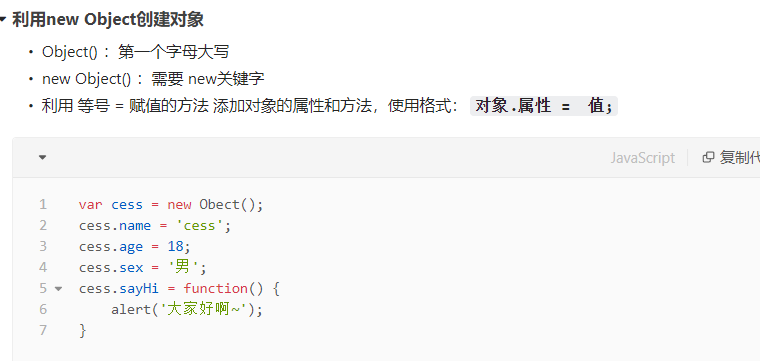 利用new Object创建对象
• Object() ：第一个字母大写
• new Object() ：需要 new关键字
• 利用 等号 = 赋值的方法 添加对象的属性和方法，使用格式： 对象.属性 =  值;
JavaScript 复制代
1 var cess = new Obect();
2 cess.name = 'cess';
3 cess.age = 18;
4 cess.sex = '男';
5 cess.sayHi = function() {
6     alert('大家好啊~');
7 }